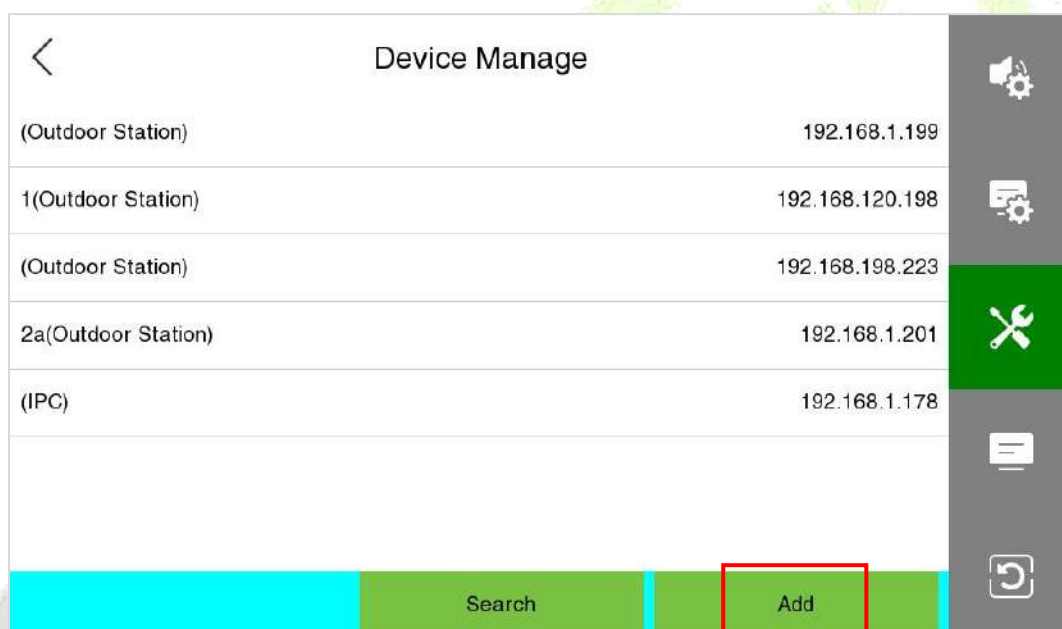 Device Manage
(Outdoor Station) 192.168.1.199
1(Outdoor Station) 192.168.120.198
(Outdoor Station) 192.168.198.223
2a(Outdoor Station) 192.168.1.201
(IPC) 192.168.1.178
Search Add